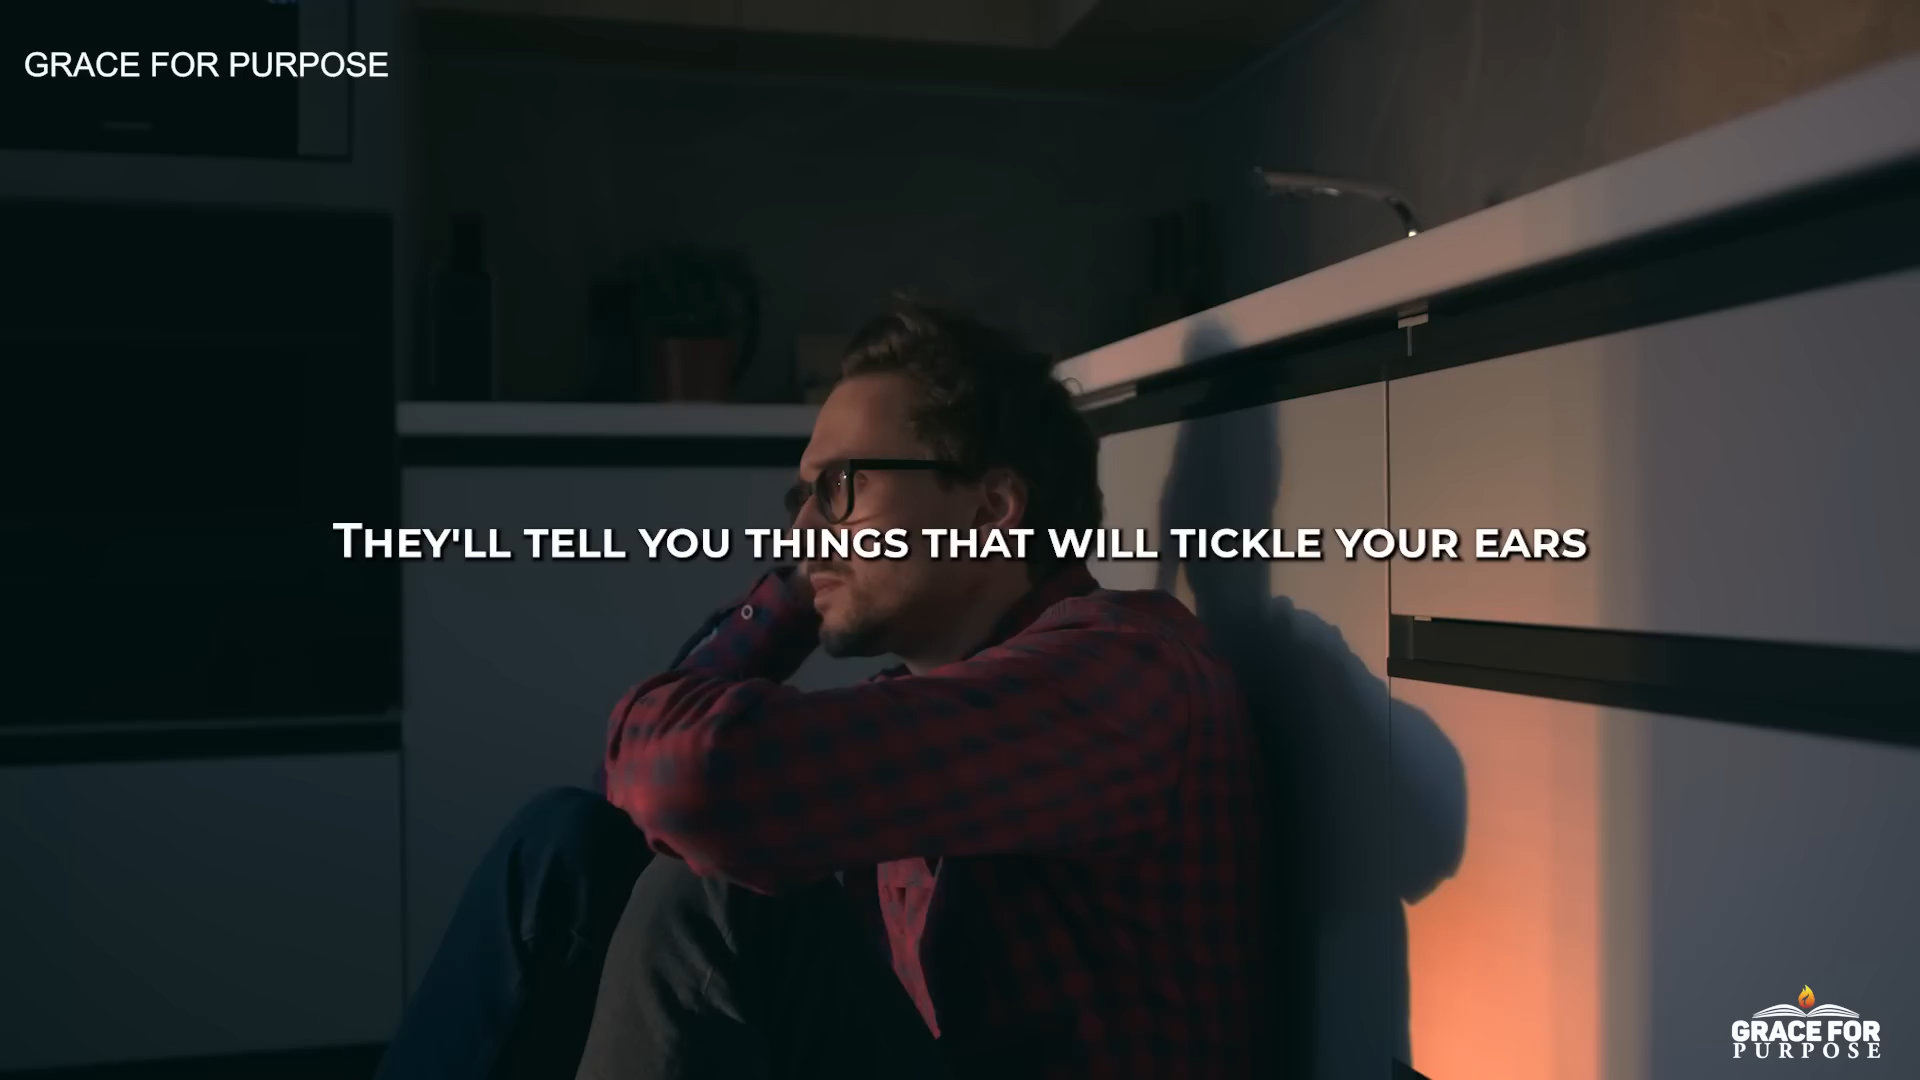 GRACE FOR PURPOSE
THEY'LL TELL YOU THINGS THAT WILL TICKLE YOUR EARS
GRACE FOR
PURPOSE